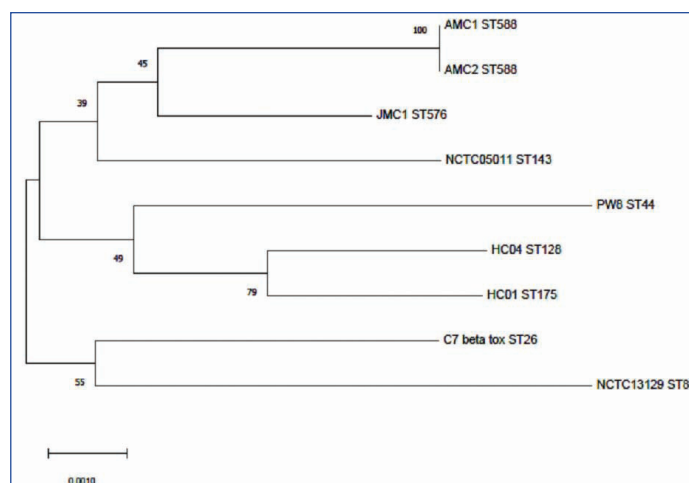 AMC1 ST588
100
45
AMC2 ST588
39
JMC1 ST576
NCTC05011 ST143
PW8 ST44
HC04 ST128
49
79
HC01 ST175
C7 beta tox ST26
55
NCTC13129 ST8
0.0010